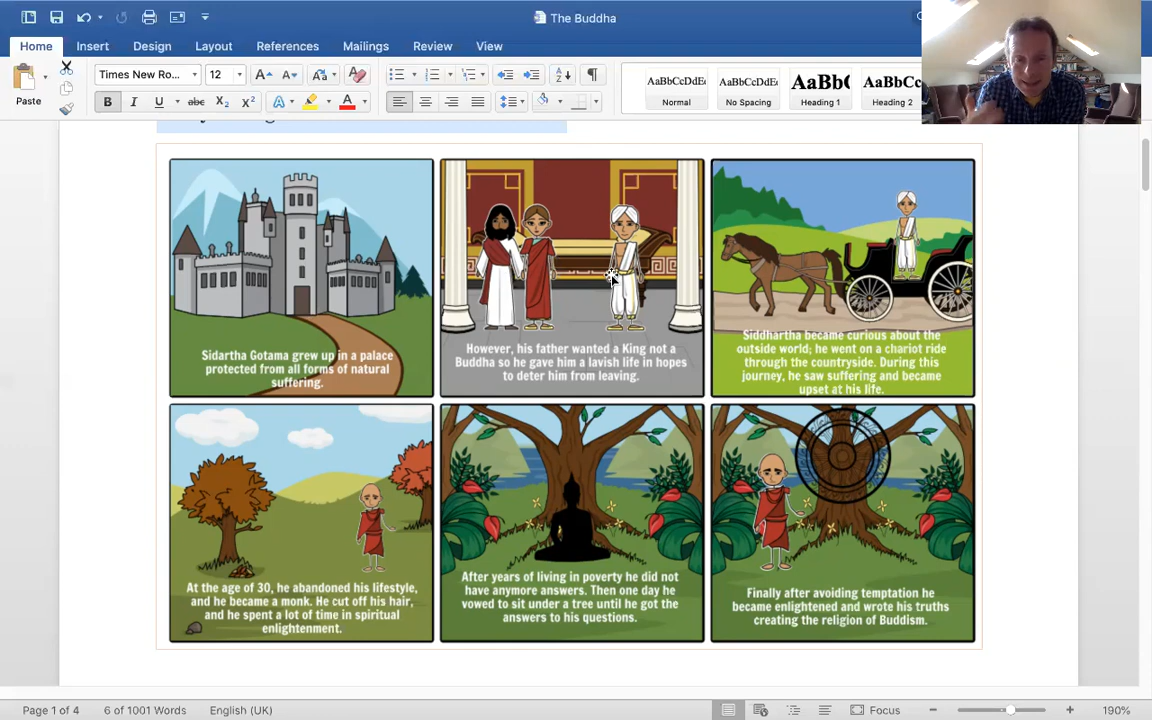 The Buddha
Home Insert Design Layout References Mailings Review View
Paste
Times New Ro... 12
AaBbCcDdEe AaBbCcDdEe AaBb( AaBbCc
Normal No Spacing Heading 1 Heading 2
Sidartha Gotama grew up in a palace
protected from all forms of natural
suffering.
However, his father wanted a King not a
Buddha so he gave him a lavish life in hopes
to deter him from leaving.
Siddhartha became curious about the
outside world; he went on a chariot ride
through the countryside. During this
journey, he saw suffering and became
upset at his life.
At the age of 30, he abandoned his lifestyle,
and he became a monk. He cut off his hair,
and he spent a lot of time in spiritual
enlightenment.
After years of living in poverty he did not
have anymore answers. Then one day he
vowed to sit under a tree until he got the
answers to his questions.
Finally after avoiding temptation he
became enlightened and wrote his truths
creating the religion of Buddism.
Page 1 of 4 6 of 1001 Words English (UK) Focus 190%